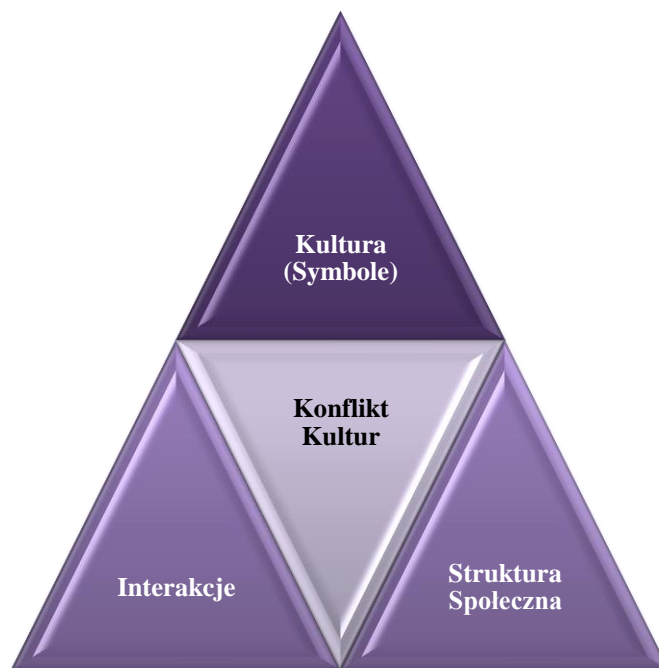 Kultura
(Symbole)
Konflikt
Kultur
Interakcje
Struktura
Społeczna